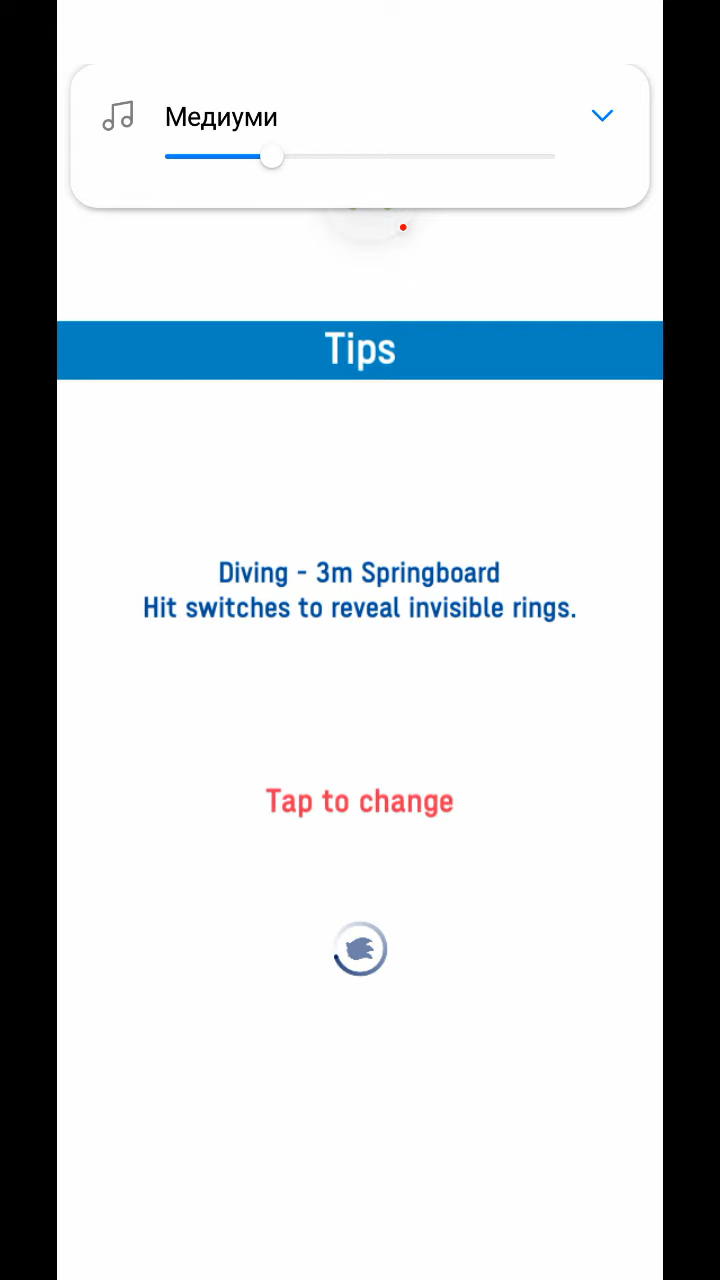 Медиуми
Tips
Diving - 3m Springboard
Hit switches to reveal invisible rings.
Tap to change